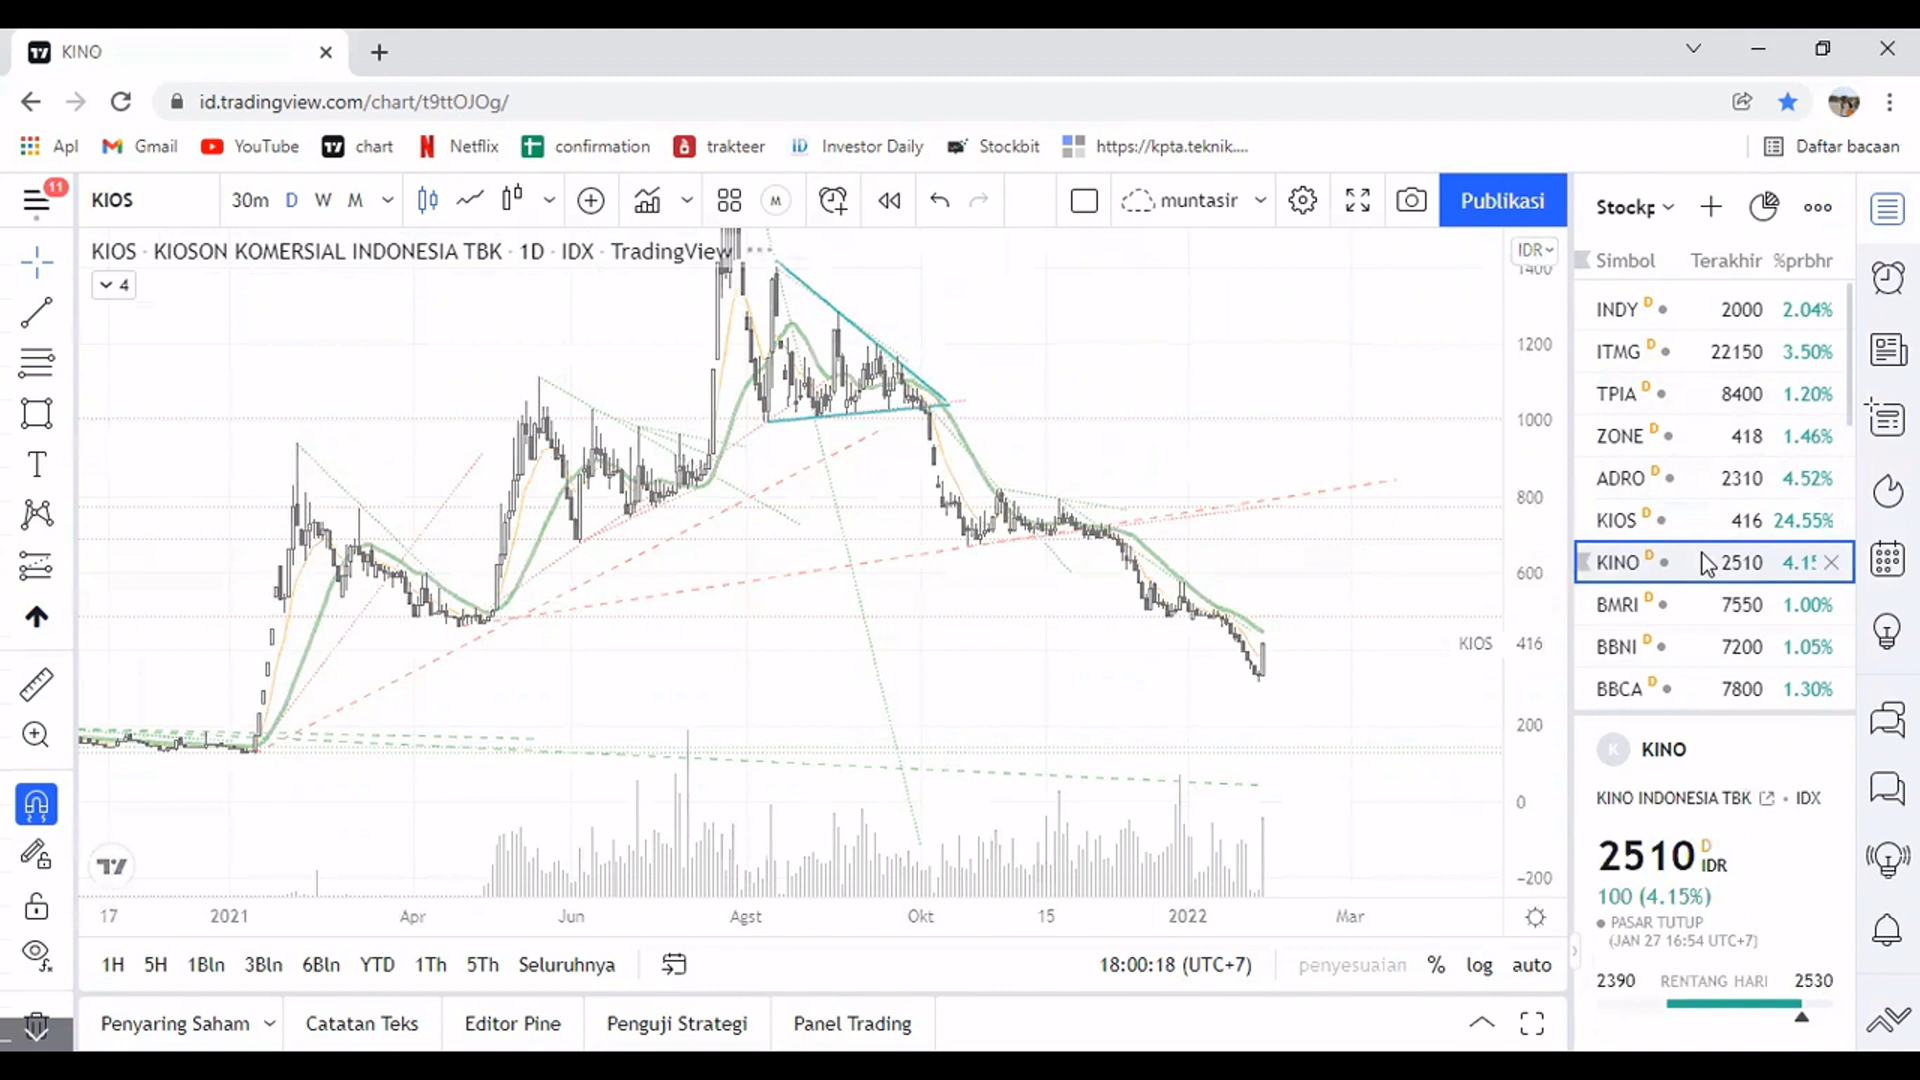 KINO
id.tradingview.com/chart/t9ttOJOg/
Apl Gmail YouTube chart Netflix confirmation trakteer Investor Daily Stockbit https://kpta.teknik.... Daftar bacaan
11
KIOS 30m D W M M muntasir Publikasi
KIOS · KIOSON KOMERSIAL INDONESIA TBK · 1D · IDX · TradingView
4
IDR
1400
1200
1000
800
600
KIOS 416
200
0
-200
17 2021 Apr Jun Agst Okt 15 2022 Mar
1H 5H 1Bln 3Bln 6Bln YTD 1Th 5Th Seluruhnya 18:00:18 (UTC+7) penyesuaian % log auto
Penyaring Saham Catatan Teks Editor Pine Penguji Strategi Panel Trading
Simbol Terakhir %prbhr
INDY D 2000 2.04%
ITMG D 22150 3.50%
TPIA D 8400 1.20%
ZONE D 418 1.46%
ADRO D 2310 4.52%
KIOS D 416 24.55%
KINO D 2510
BMRI D 7550 1.00%
BBNI D 7200 1.05%
BBCA D 7800 1.30%
K KINO
KINO INDONESIA TBK · IDX
2510 D IDR
100 (4.15%)
PASAR TUTUP
(JAN 27 16:54 UTC+7)
2390 RENTANG HARI 2530